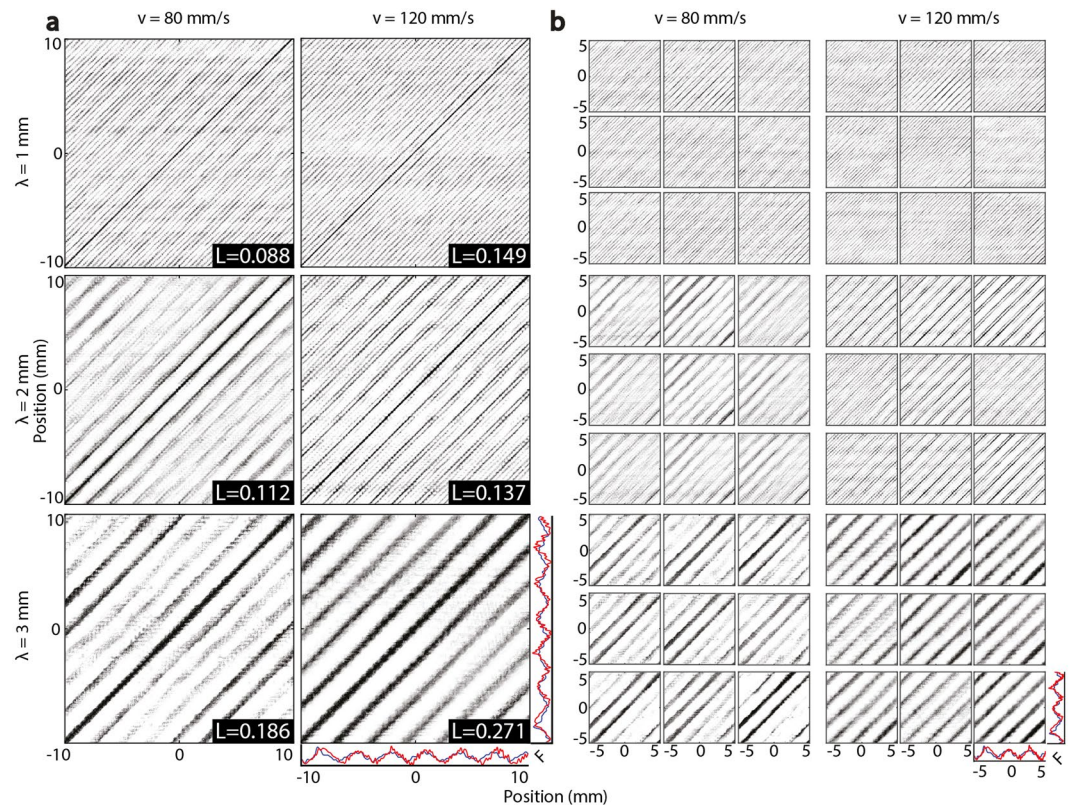 a
v = 80 mm/s
v = 120 mm/s
b
v = 80 mm/s
v = 120 mm/s
λ = 1 mm
10
0
-10
L=0.088
L=0.149
5
0
-5
5
0
-5
5
0
-5
λ = 2 mm
Position (mm)
10
0
-10
L=0.112
L=0.137
5
0
-5
5
0
-5
5
0
-5
λ = 3 mm
10
0
-10
L=0.186
L=0.271
F
5
0
-5
5
0
-5
5
0
-5
F
0
10
-10
0
10
-5 0 5
-5 0 5
-5 0 5
-5 0 5
-5 0 5
-5 0 5
Position (mm)